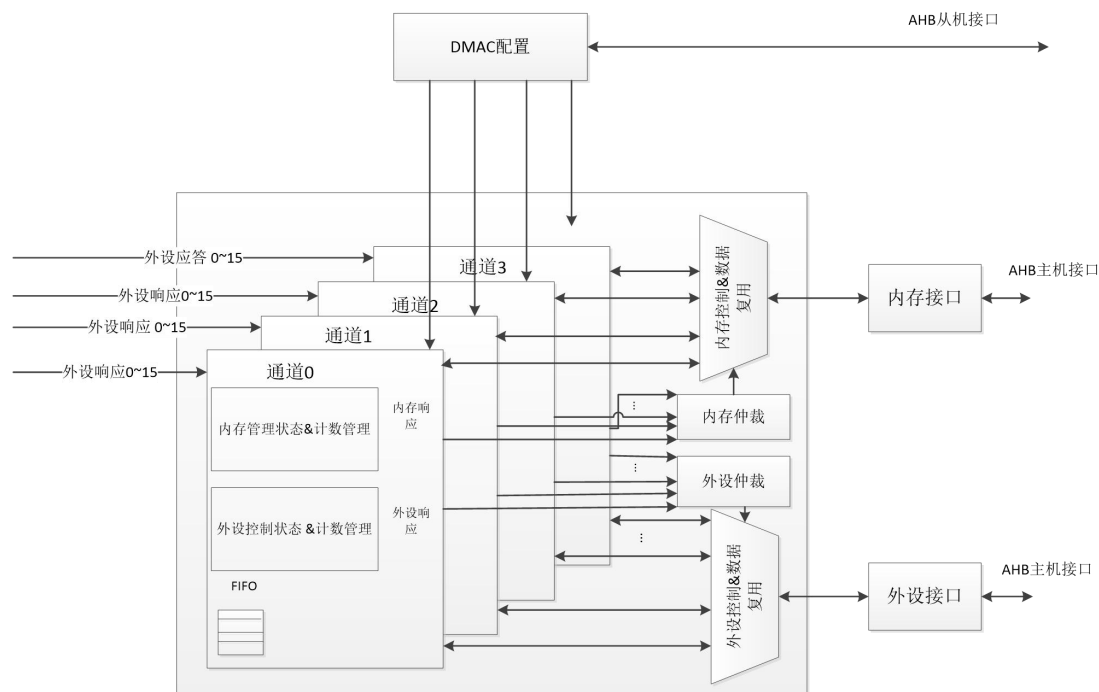 AHB从机接口
DMAC配置
外设应答 0~15
通道3
AHB主机接口
外设响应0~15
通道2
内存控制&数据
复用
内存接口
外设响应 0~15
通道1
外设响应0~15
通道0
内存响
应
…
内存仲裁
内存管理状态&计数管理
…
外设仲裁
外设响
应
外设控制状态 &计数管理
…
AHB主机接口
FIFO
外设控制&数据
复用
外设接口